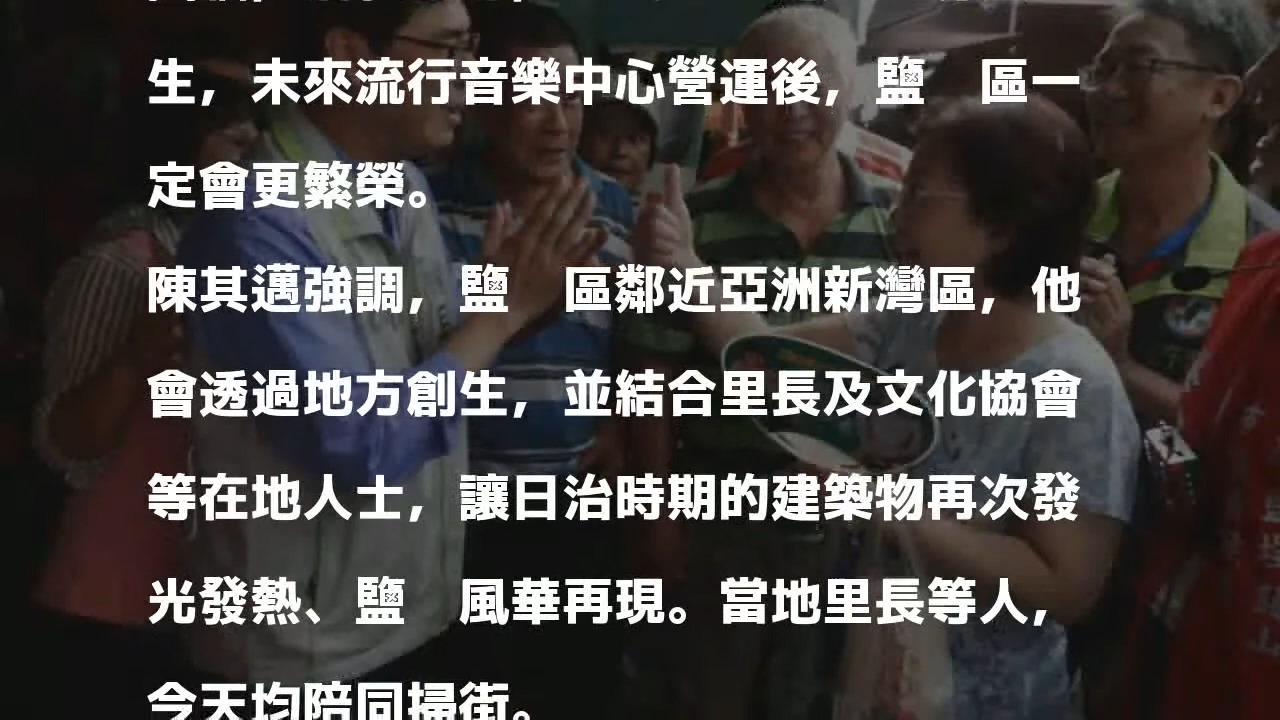 生，未來流行音樂中心營運後，鹽　區一
定會更繁榮。
陳其邁強調，鹽　區鄰近亞洲新灣區，他
會透過地方創生，並結合里長及文化協會
等在地人士，讓日治時期的建築物再次發
光發熱、鹽　風華再現。當地里長等人，
今天均陪同掃街。